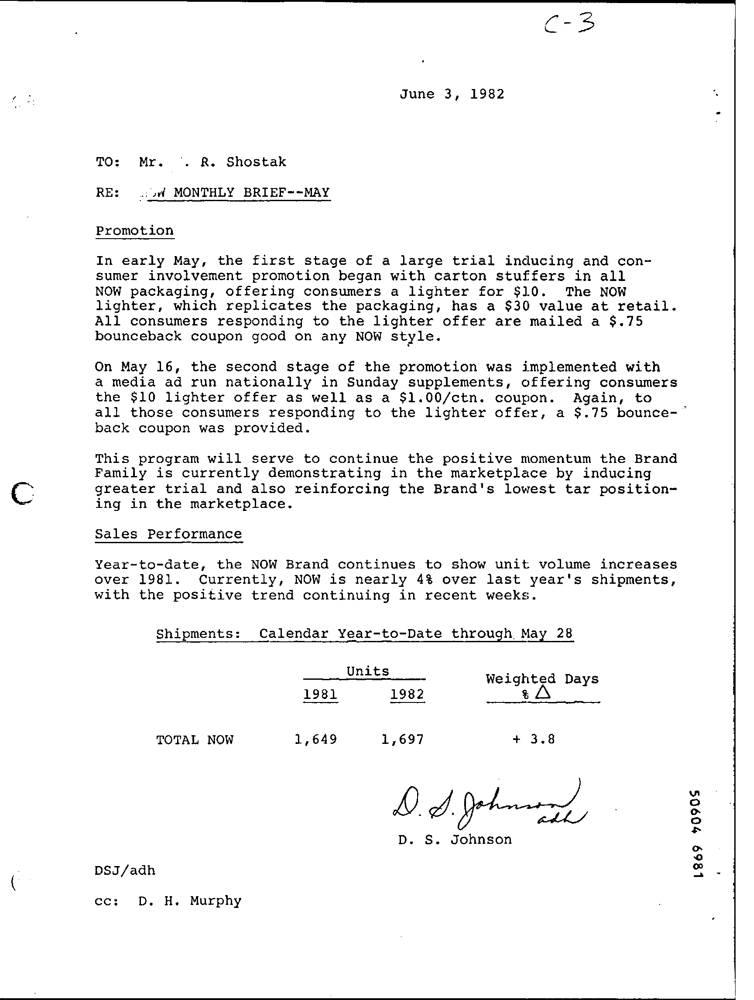 C-3
June 3, 1982
TO: Mr. . R. Shostak
RE: MONTHLY BRIEF--MAY
Promotion
In early May, the first stage of a large trial inducing and con-
sumer involvement promotion began with carton stuffers in all
NOW packaging, offering consumers a lighter for $10. The NOW
lighter, which replicates the packaging, has a $30 value at retail.
All consumers responding to the lighter offer are mailed a $.75
bounceback coupon good on any NOW style.
On May 16, the second stage of the promotion was implemented with
a media ad run nationally in Sunday supplements, offering consumers
the $10 lighter offer as well as a $1.00/ctn. coupon. Again, to
all those consumers responding to the lighter offer, a $.75 bounce-
back coupon was provided.
This program will serve to continue the positive momentum the Brand
Family is currently demonstrating in the marketplace by inducing
greater trial and also reinforcing the Brand's lowest tar position-
ing in the marketplace.
Sales Performance
Year-to-date, the NOW Brand continues to show unit volume increases
over 1981. Currently, NOW is nearly 4% over last year's shipments,
with the positive trend continuing in recent weeks.
Shipments: Calendar Year-to-Date through May 28
Units
Weighted Days
1981 1982 % △
TOTAL NOW 1,649 1,697 + 3.8
D. S. Johnson
adh
D. S. Johnson
DSJ/adh
cc: D. H. Murphy
50604 6981